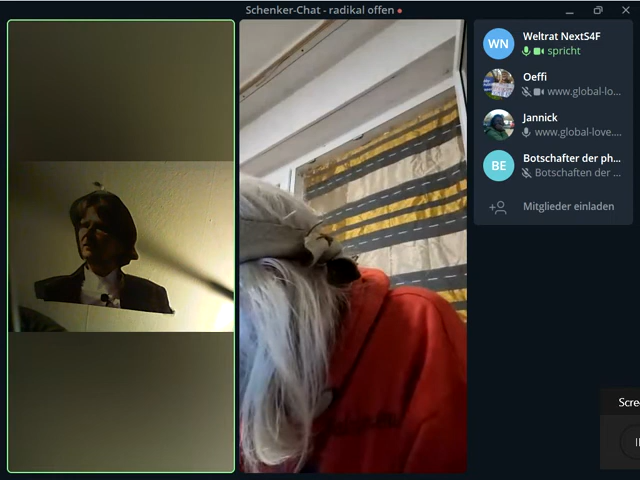 Schenker-Chat - radikal offen
WN
Weltrat NextS4F
spricht
Oeffi
www.global-lo...
Jannick
www.global-love....
BE
Botschafter der ph...
Botschaften der ...
Mitglieder einladen
Scre